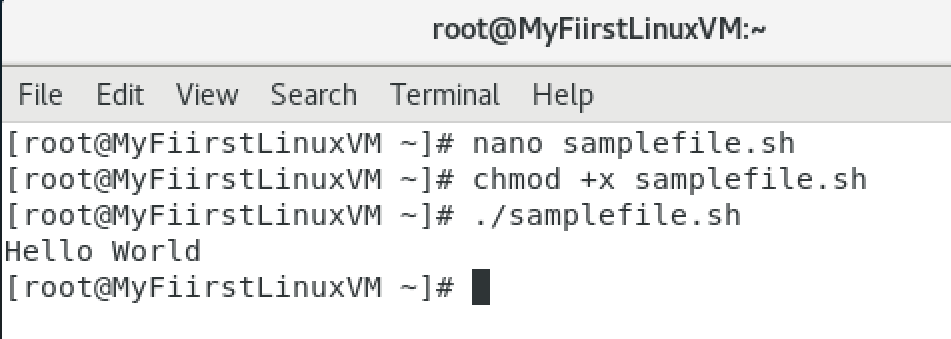 root@MyFiirstLinuxVM:~
File Edit View Search Terminal Help
[root@MyFiirstLinuxVM ~]# nano samplefile.sh
[root@MyFiirstLinuxVM ~]# chmod +x samplefile.sh
[root@MyFiirstLinuxVM ~]# ./samplefile.sh
Hello World
[root@MyFiirstLinuxVM ~]#